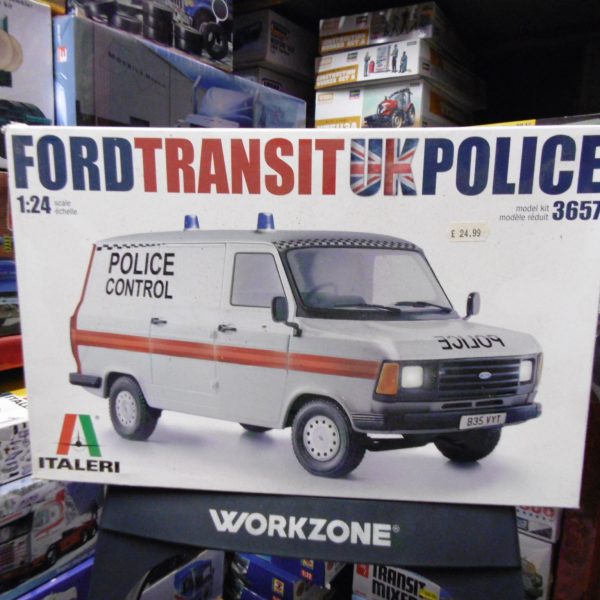 FORDTRANSITUKPOLICE
1:24 scale échelle
model kit modèle réduit 3657
£ 24.99
POLICE CONTROL
POLICE
B35 VYT
ITALERI
WORKZONE®
TRANSIT
MIXER